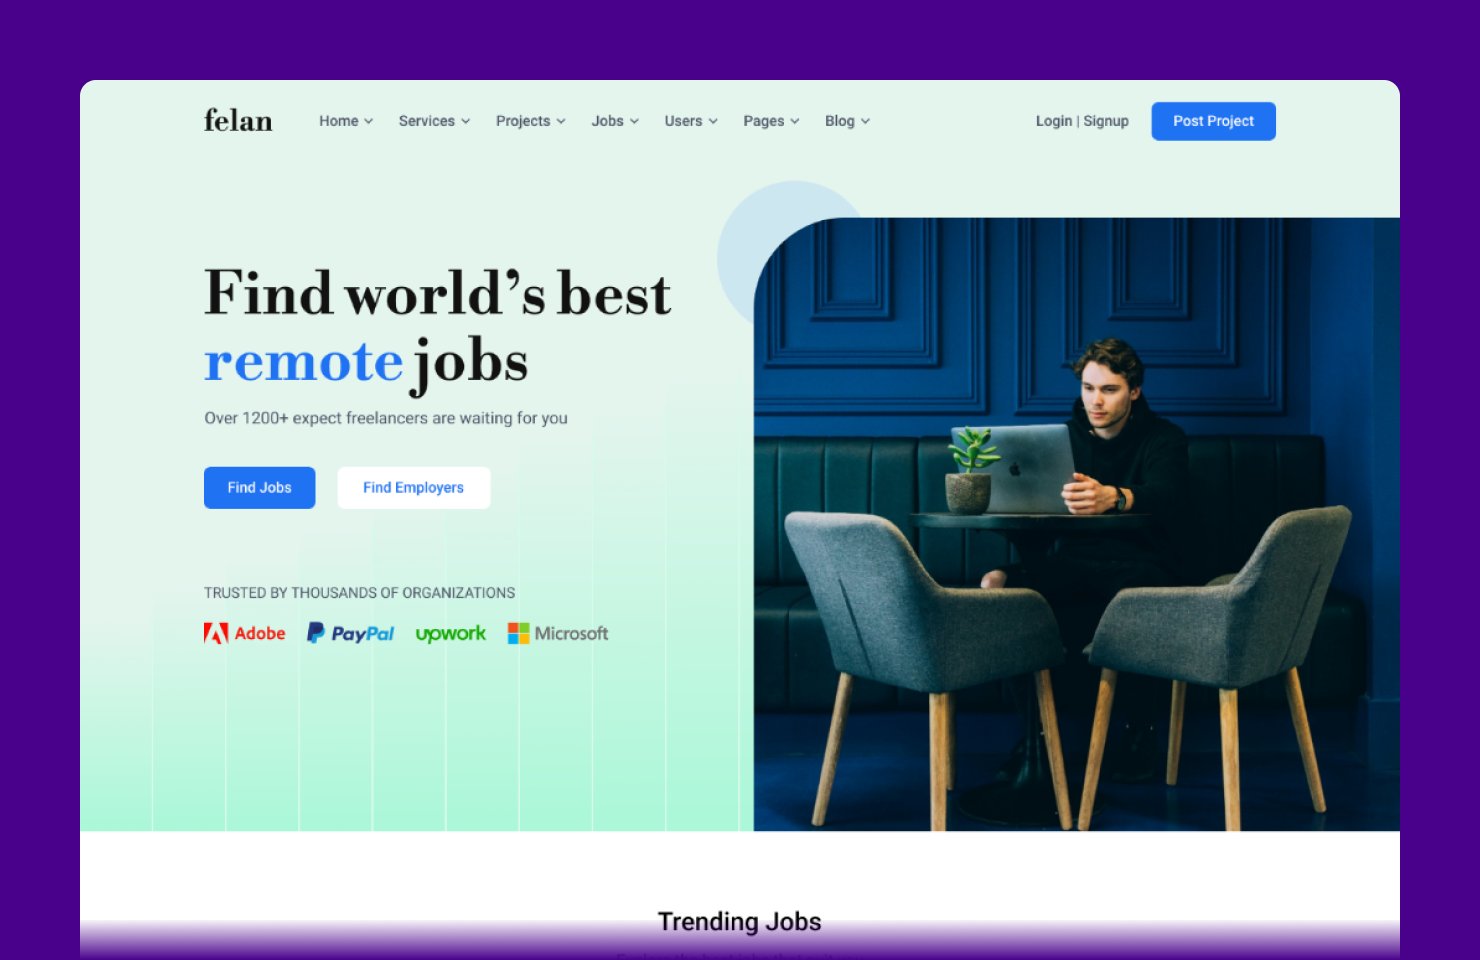 felan Home Services Projects Jobs Users Pages Blog Login | Signup Post Project
Find world's best
remote jobs
Over 1200+ expect freelancers are waiting for you
Find Jobs Find Employers
TRUSTED BY THOUSANDS OF ORGANIZATIONS
Adobe PayPal upwork Microsoft
Trending Jobs